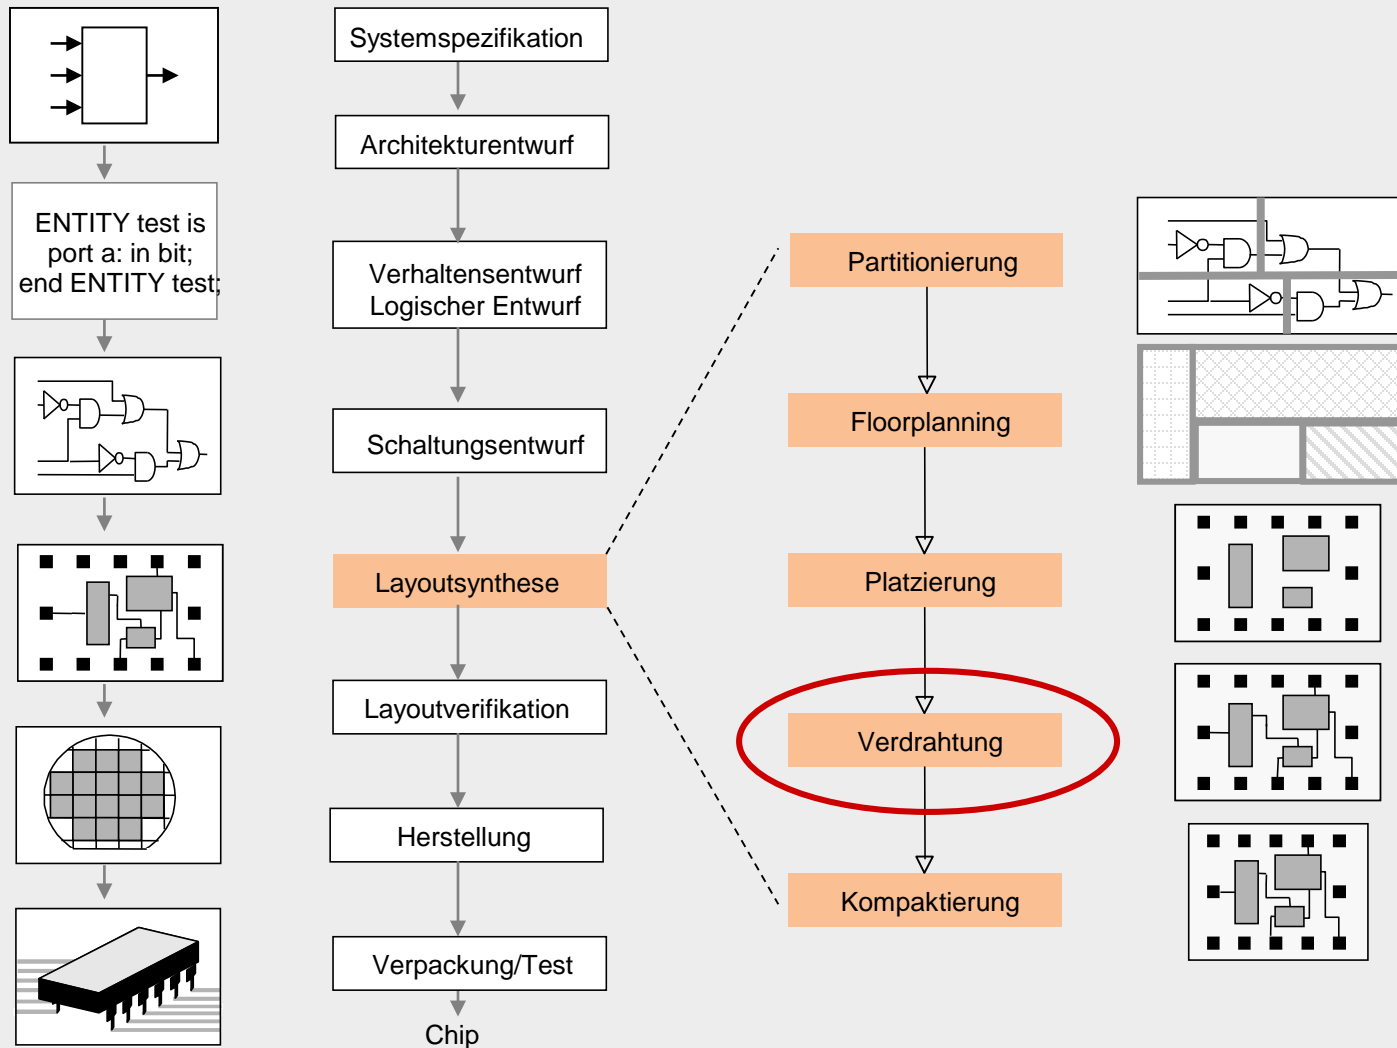 ENTITY test is
port a: in bit;
end ENTITY test;
Systemspezifikation
Architekturentwurf
Verhaltensentwurf
Logischer Entwurf
Schaltungsentwurf
Layoutsynthese
Layoutverifikation
Herstellung
Verpackung/Test
Chip
Partitionierung
Floorplanning
Platzierung
Verdrahtung
Kompaktierung